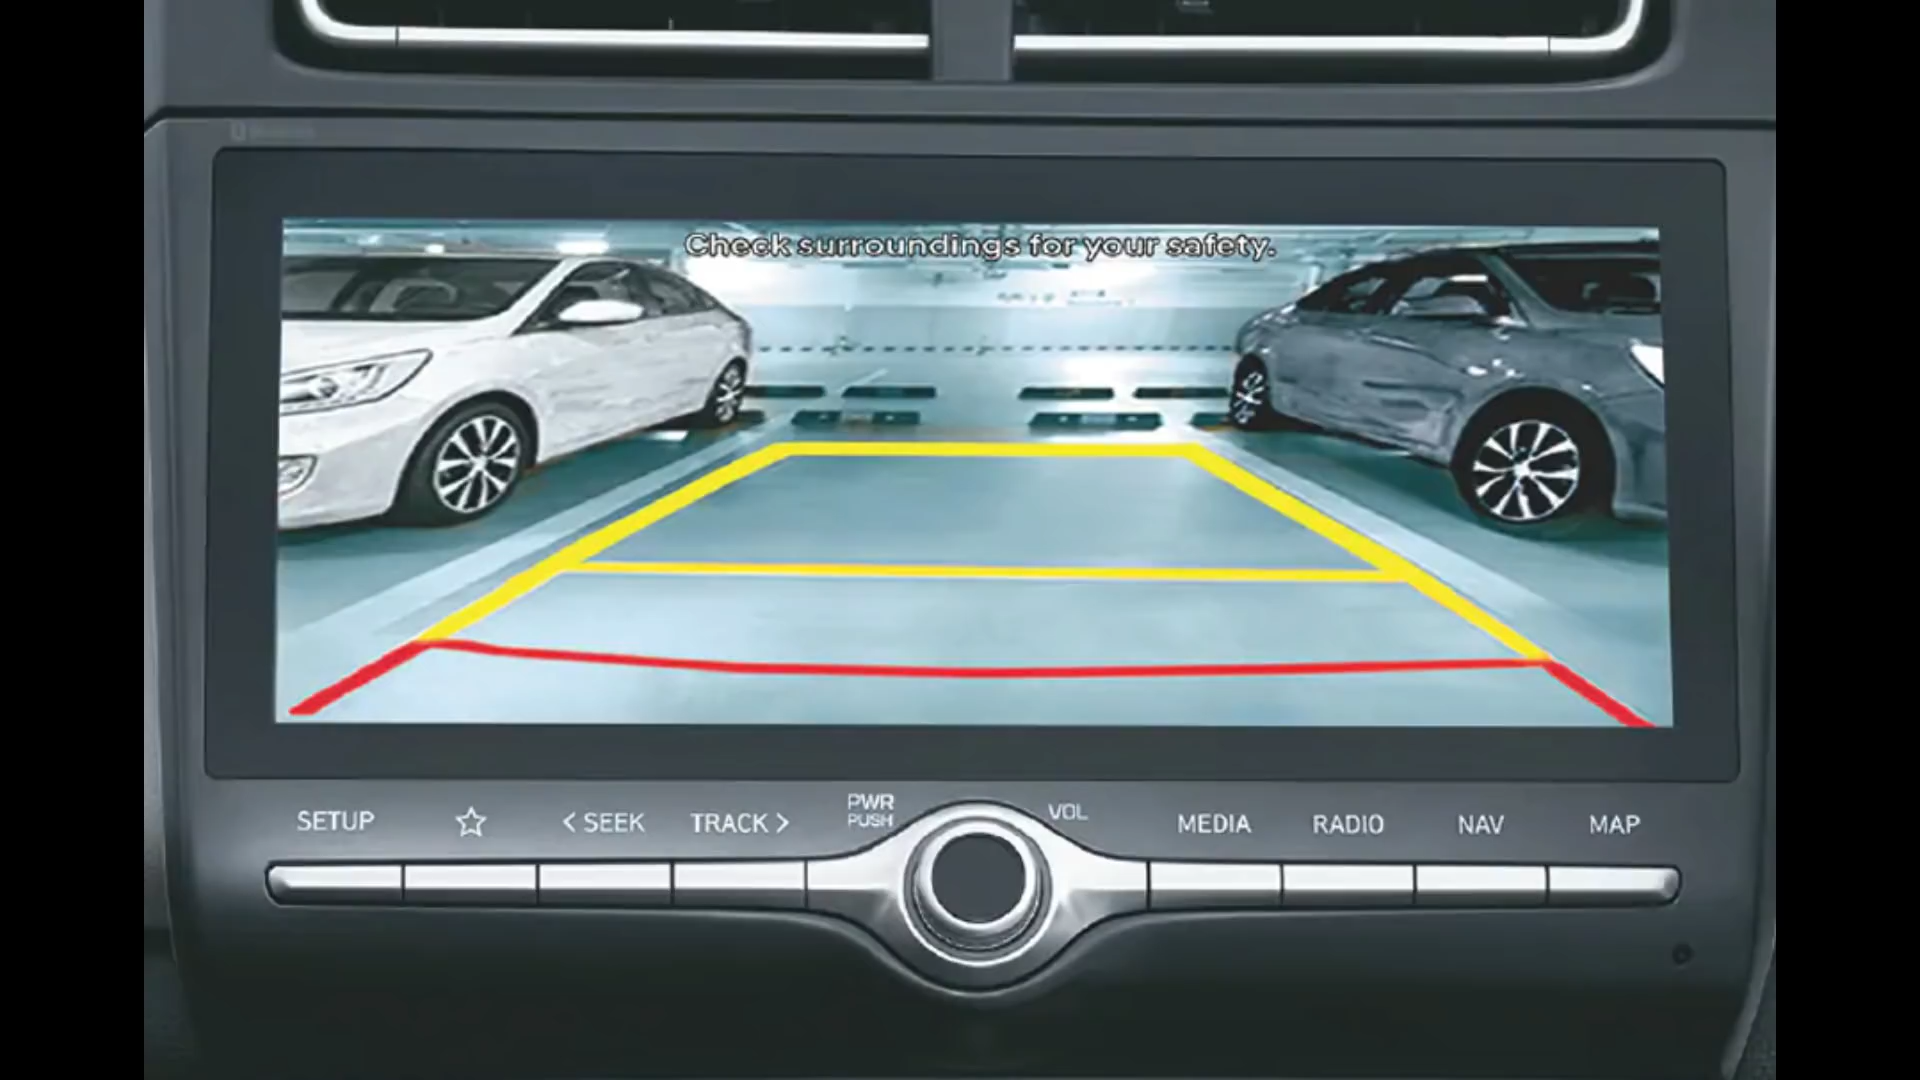 Check surroundings for your safety.
SETUP
< SEEK
TRACK >
PWR
PUSH
VOL
MEDIA
RADIO
NAV
MAP